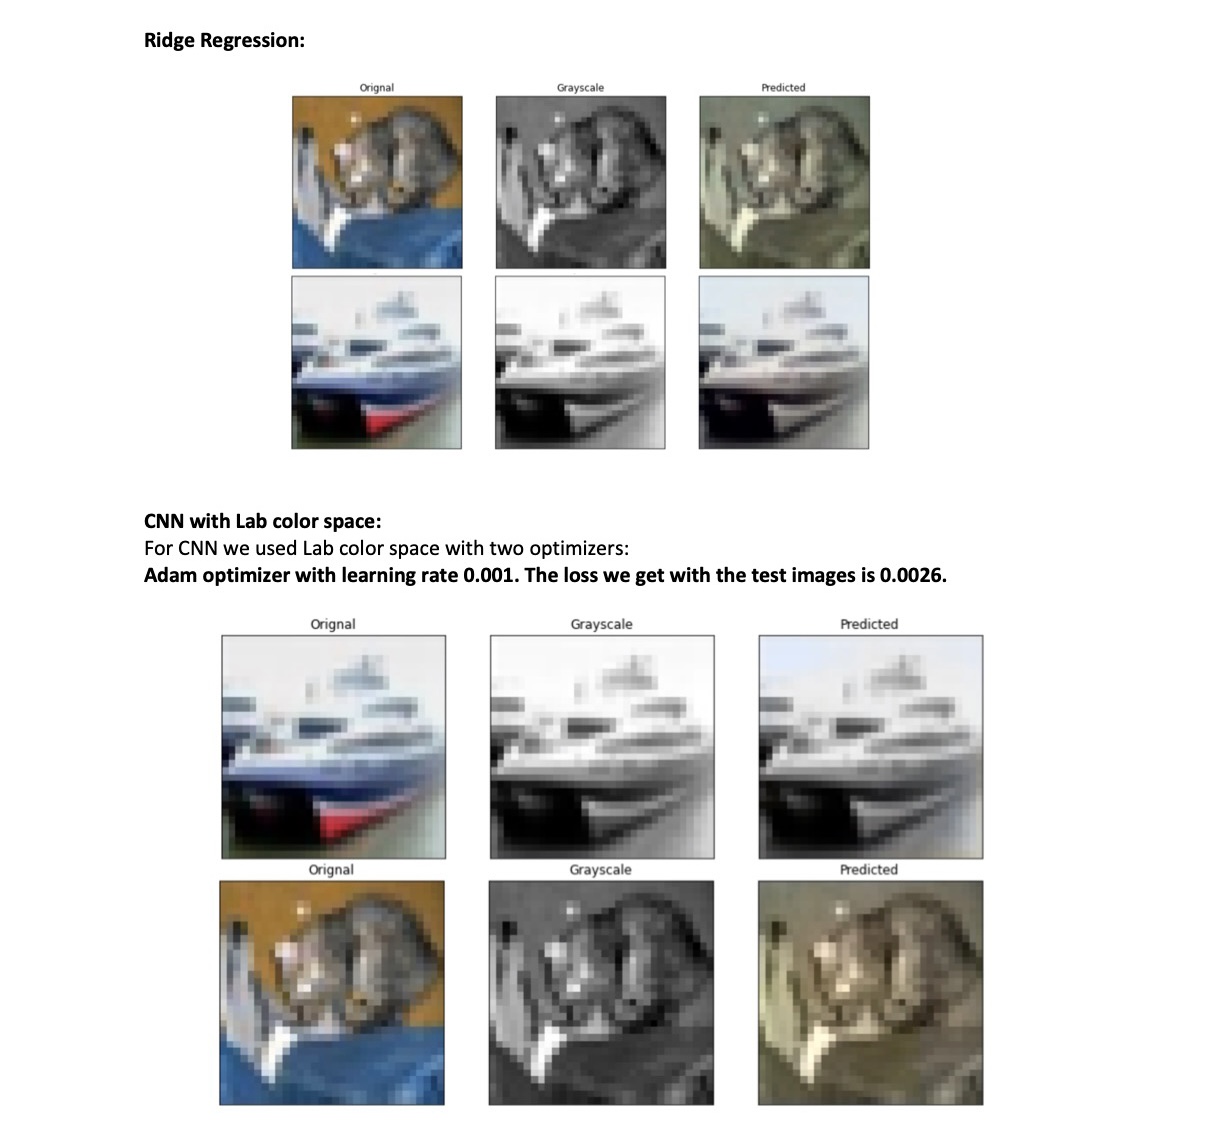 Ridge Regression:
Orignal Grayscale Predicted
CNN with Lab color space:
For CNN we used Lab color space with two optimizers:
Adam optimizer with learning rate 0.001. The loss we get with the test images is 0.0026.
Orignal Grayscale Predicted
Orignal Grayscale Predicted